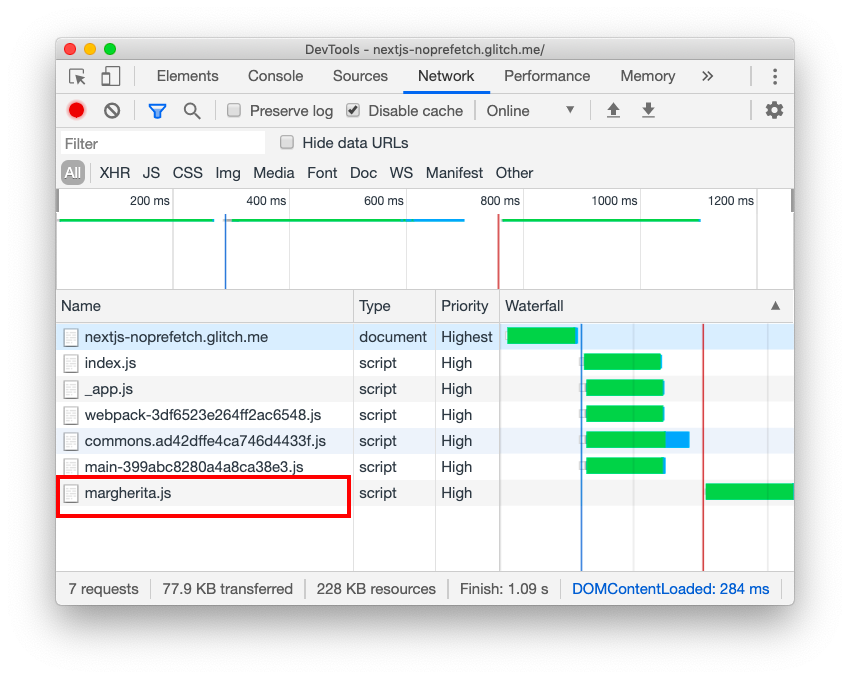 DevTools - nextjs-noprefetch.glitch.me/
Elements Console Sources Network Performance Memory »
Preserve log Disable cache Online ▼
Filter Hide data URLs
All XHR JS CSS Img Media Font Doc WS Manifest Other
200 ms 400 ms 600 ms 800 ms 1000 ms 1200 ms
Name Type Priority Waterfall ▲
nextjs-noprefetch.glitch.me document Highest
index.js script High
_app.js script High
webpack-3df6523e264ff2ac6548.js script High
commons.ad42dffe4ca746d4433f.js script High
main-399abc8280a4a8ca38e3.js script High
margherita.js script High
7 requests 77.9 KB transferred 228 KB resources Finish: 1.09 s DOMContentLoaded: 284 ms